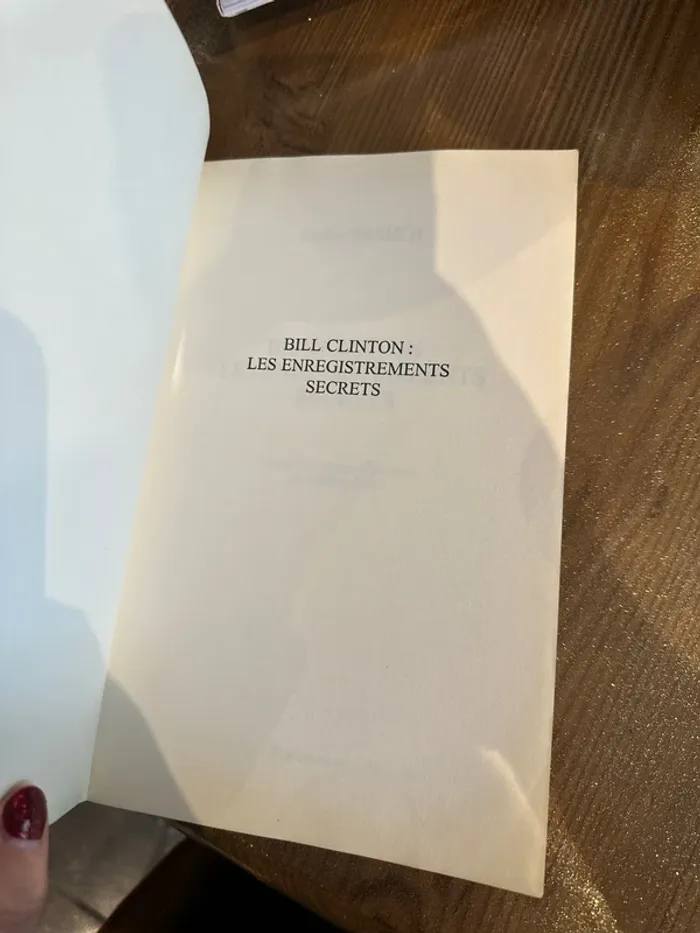 BILL CLINTON :
LES ENREGISTREMENTS
SECRETS